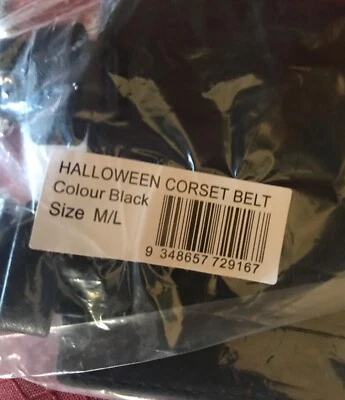 HALLOWEEN CORSET BELT
Colour Black
Size M/L
9 348657 729167